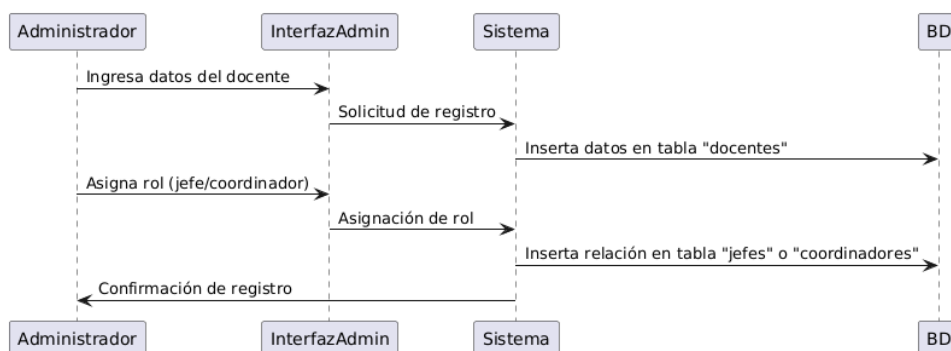 Administrador InterfazAdmin Sistema BD
Ingresa datos del docente
Solicitud de registro
Inserta datos en tabla "docentes"
Asigna rol (jefe/coordinador)
Asignación de rol
Inserta relación en tabla "jefes" o "coordinadores"
Confirmación de registro
Administrador InterfazAdmin Sistema BD